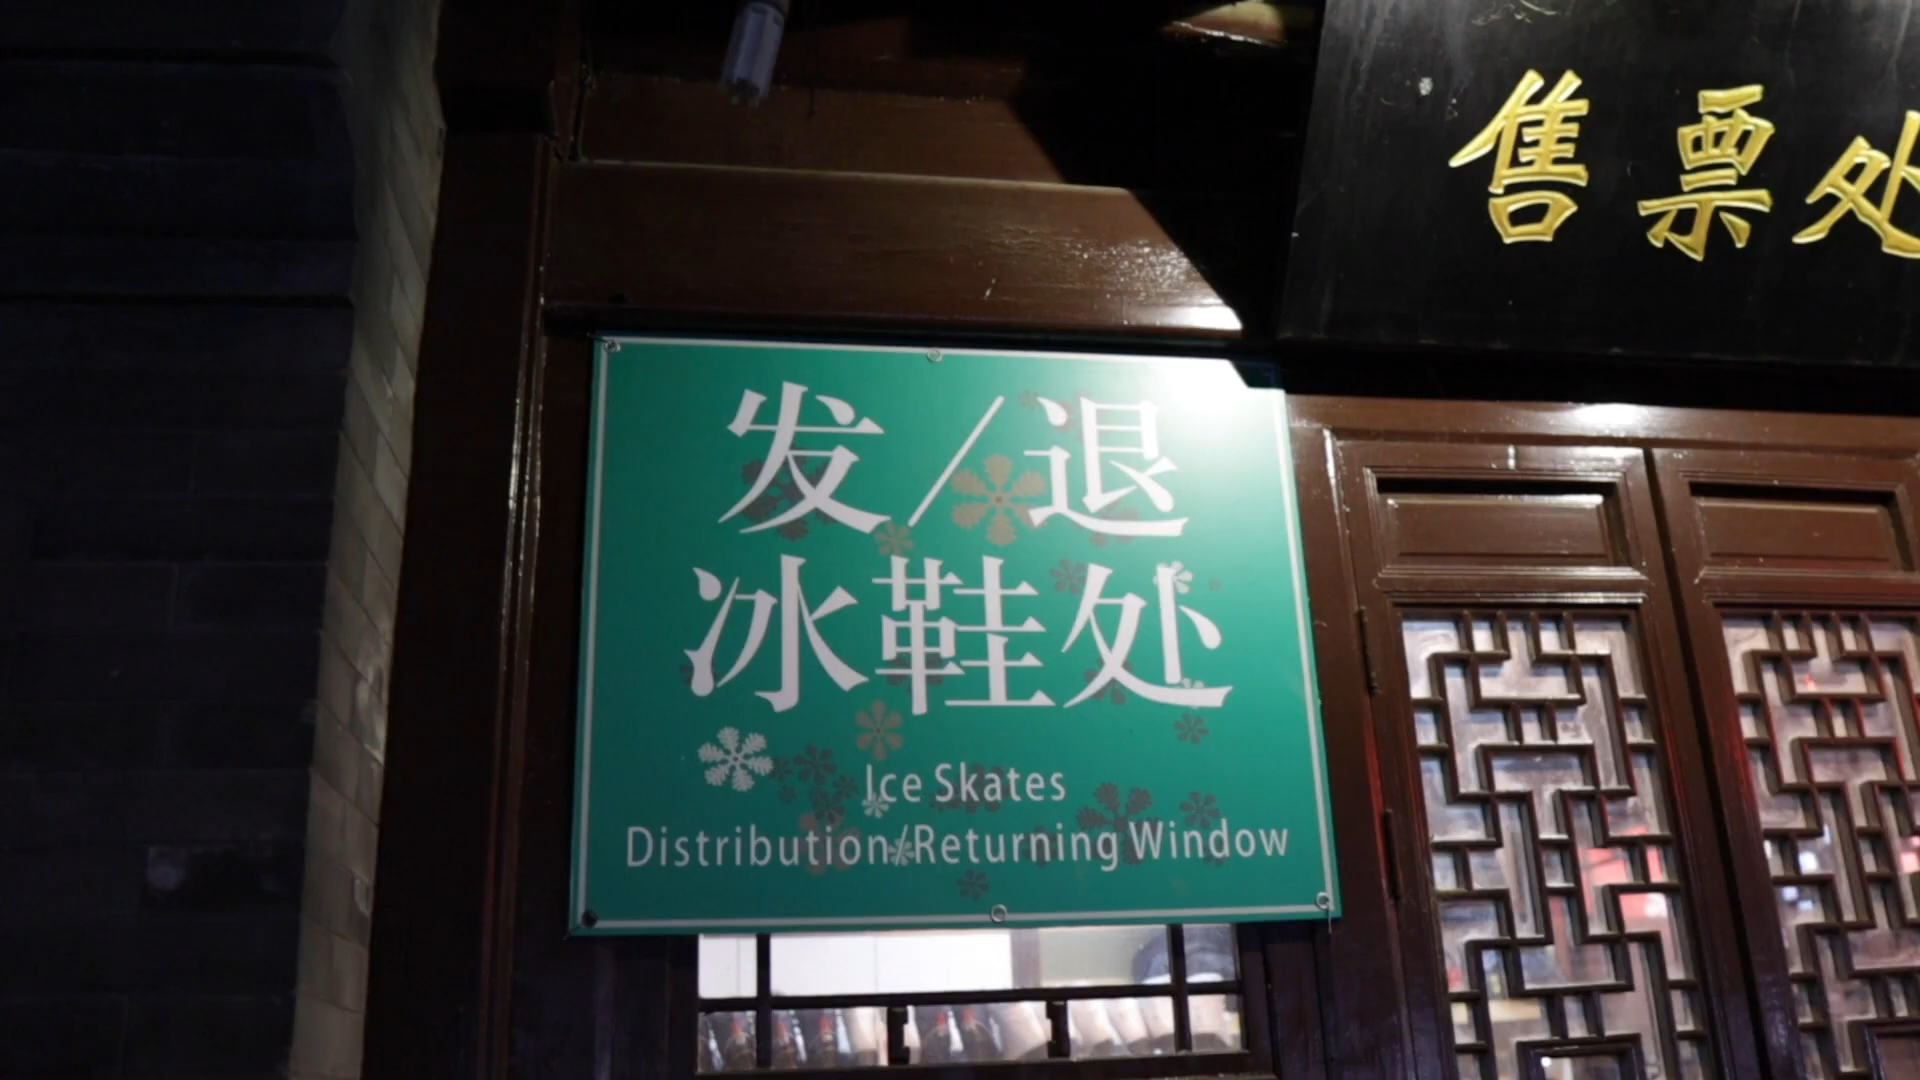 售票处
发/退
冰鞋处
Ice Skates
Distribution/Returning Window